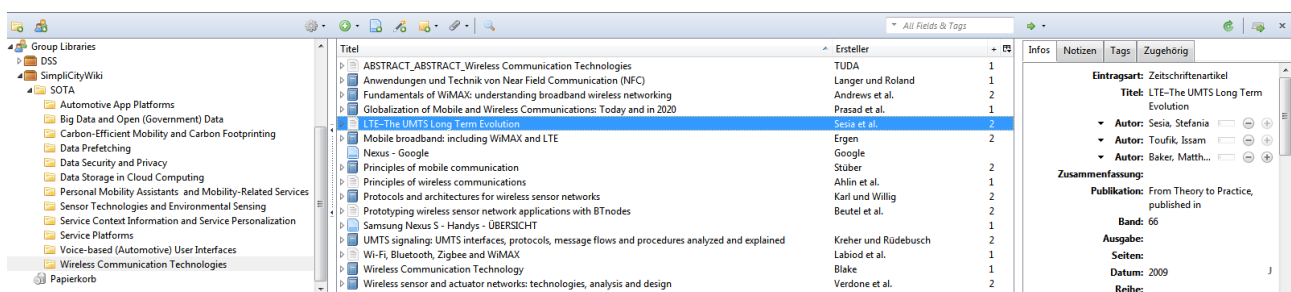 All Fields & Tags
Group Libraries
DSS
SimpliCityWiki
SOTA
Automotive App Platforms
Big Data and Open (Government) Data
Carbon-Efficient Mobility and Carbon Footprinting
Data Prefetching
Data Security and Privacy
Data Storage in Cloud Computing
Personal Mobility Assistants and Mobility-Related Services
Sensor Technologies and Environmental Sensing
Service Context Information and Service Personalization
Service Platforms
Voice-based (Automotive) User Interfaces
Wireless Communication Technologies
Papierkorb
Titel Ersteller +
ABSTRACT_ABSTRACT_Wireless Communication Technologies TUDA 1
Anwendungen und Technik von Near Field Communication (NFC) Langer und Roland 1
Fundamentals of WiMAX: understanding broadband wireless networking Andrews et al. 2
Globalization of Mobile and Wireless Communications: Today and in 2020 Prasad et al. 1
LTE–The UMTS Long Term Evolution Sesia et al. 2
Mobile broadband: including WiMAX and LTE Ergen 2
Nexus - Google Google
Principles of mobile communication Stüber 2
Principles of wireless communications Ahlin et al. 1
Protocols and architectures for wireless sensor networks Karl und Willig 2
Prototyping wireless sensor network applications with BTnodes Beutel et al. 2
Samsung Nexus S - Handys - ÜBERSICHT 1
UMTS signaling: UMTS interfaces, protocols, message flows and procedures analyzed and explained Kreher und Rüdebusch 2
Wi-Fi, Bluetooth, Zigbee and WiMAX Labiod et al. 1
Wireless Communication Technology Blake 1
Wireless sensor and actuator networks: technologies, analysis and design Verdone et al. 2
Infos Notizen Tags Zugehörig
Eintragsart: Zeitschriftenartikel
Titel: LTE–The UMTS Long Term
Evolution
Autor: Sesia, Stefania
Autor: Toufik, Issam
Autor: Baker, Matth...
Zusammenfassung:
Publikation: From Theory to Practice,
published in
Band: 66
Ausgabe:
Seiten:
Datum: 2009 J
Reihe: